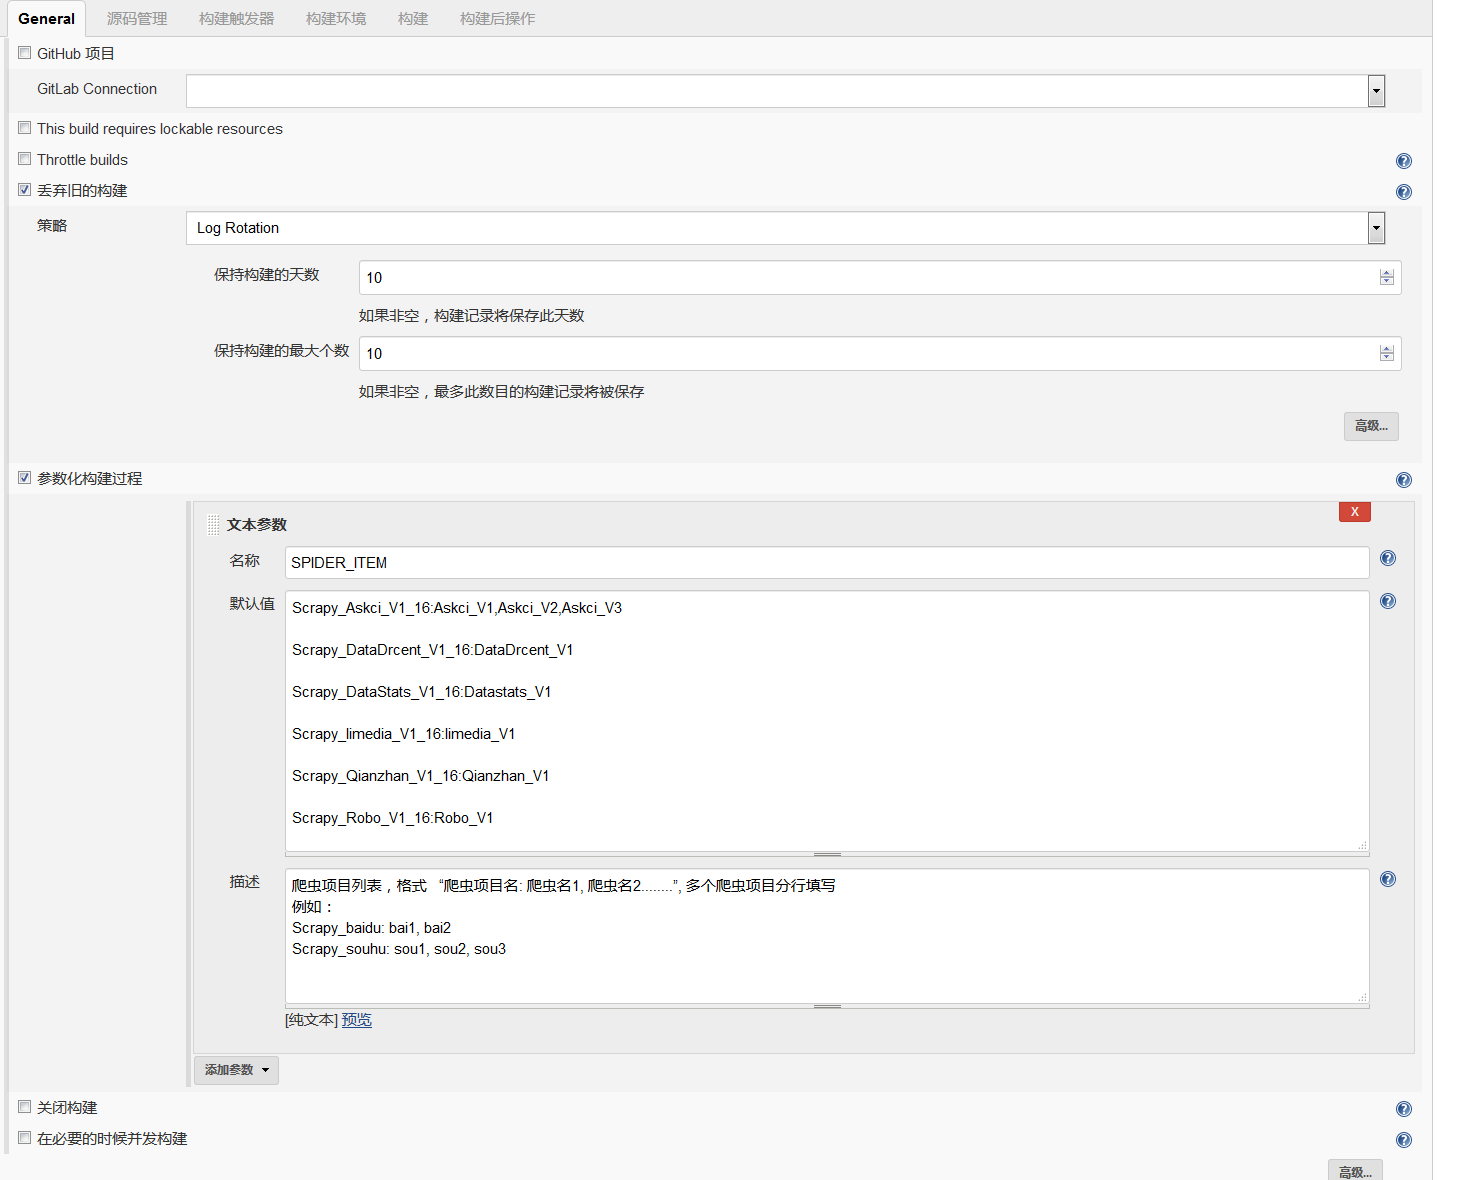 General 源码管理 构建触发器 构建环境 构建 构建后操作
GitHub 项目
GitLab Connection
This build requires lockable resources
Throttle builds
丢弃旧的构建
策略 Log Rotation
保持构建的天数 10
如果非空，构建记录将保存此天数
保持构建的最大个数 10
如果非空，最多此数目的构建记录将被保存
高级...
参数化构建过程
X
文本参数
名称 SPIDER_ITEM
默认值 Scrapy_Askci_V1_16:Askci_V1,Askci_V2,Askci_V3
Scrapy_DataDrcent_V1_16:DataDrcent_V1
Scrapy_DataStats_V1_16:Datastats_V1
Scrapy_Iimedia_V1_16:Iimedia_V1
Scrapy_Qianzhan_V1_16:Qianzhan_V1
Scrapy_Robo_V1_16:Robo_V1
描述 爬虫项目列表，格式 “爬虫项目名: 爬虫名1, 爬虫名2........”, 多个爬虫项目分行填写
例如：
Scrapy_baidu: bai1, bai2
Scrapy_souhu: sou1, sou2, sou3
[纯文本] 预览
添加参数
关闭构建
在必要的时候并发构建
高级...